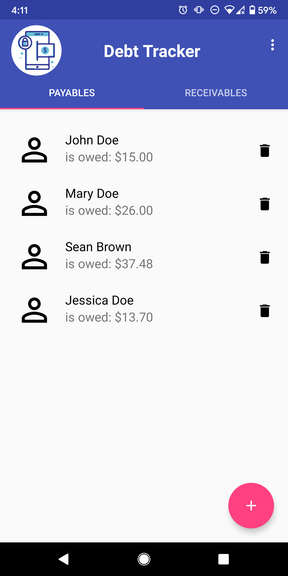 4:11
59%
Debt Tracker
PAYABLES
RECEIVABLES
John Doe
is owed: $15.00
Mary Doe
is owed: $26.00
Sean Brown
is owed: $37.48
Jessica Doe
is owed: $13.70